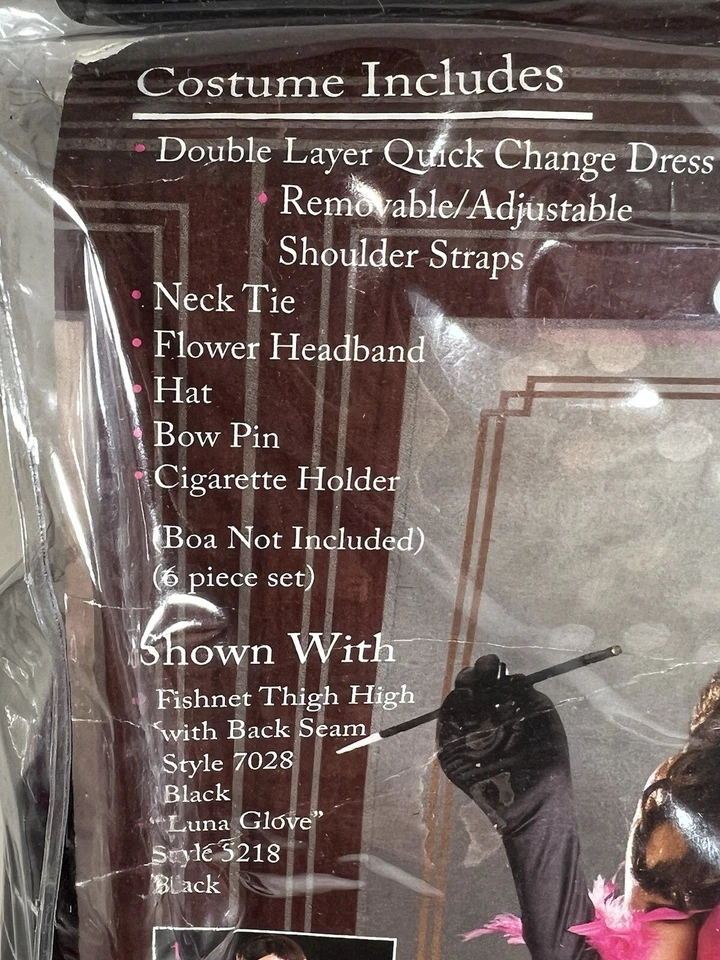 Costume Includes
• Double Layer Quick Change Dress
• Removable/Adjustable
Shoulder Straps
• Neck Tie
• Flower Headband
• Hat
• Bow Pin
• Cigarette Holder
(Boa Not Included)
(6 piece set)
Shown With
• Fishnet Thigh High
with Back Seam
Style 7028
Black
"Luna Glove"
Style 5218
Black